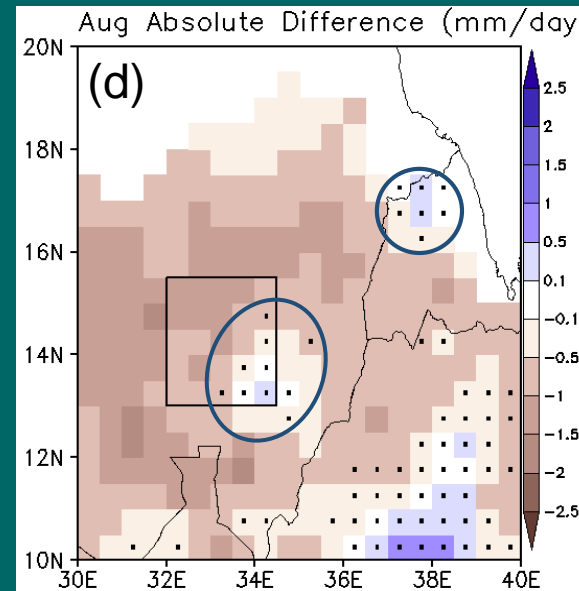 Aug Absolute Difference (mm/day
(d)
20N
18N
16N
14N
12N
10N
30E 32E 34E 36E 38E 40E
2.5
2
1.5
1
0.5
0.1
-0.1
-0.5
-1
-1.5
-2
-2.5